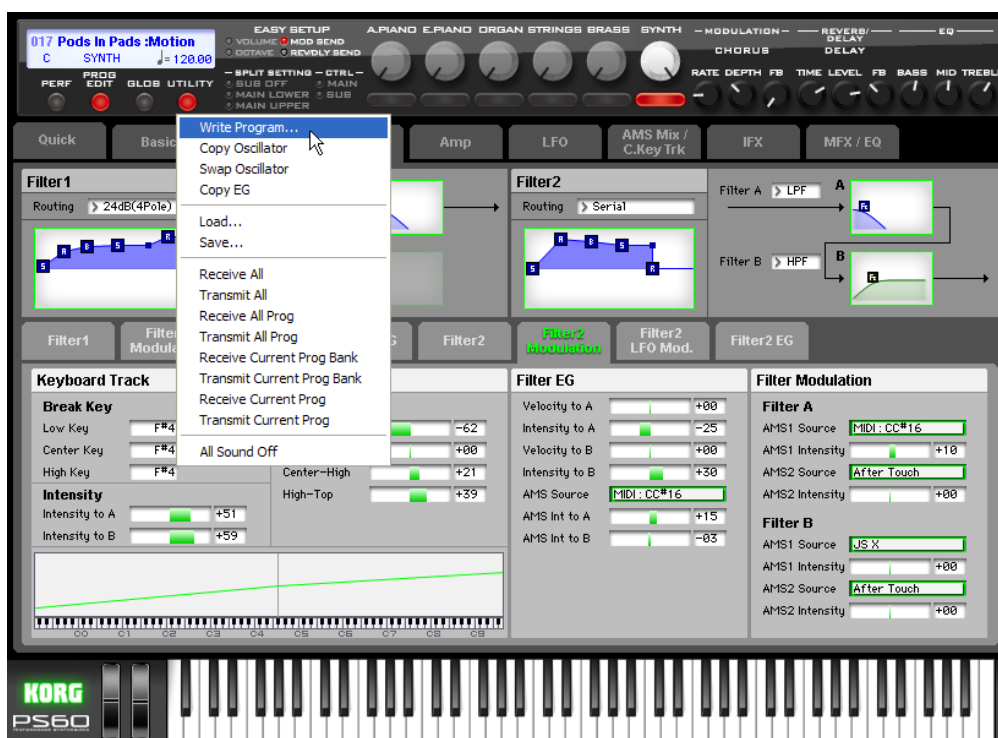 EASY SETUP
A.PIANO E.PIANO ORGAN STRINGS BRASS SYNTH
MODULATION
REVERB/
DELAY
EQ
017 Pods In Pads :Motion
C SYNTH ♩= 120.00
VOLUME MOD SEND
OCTAVE REVDLY SEND
CHORUS
DELAY
SPLIT SETTING CTRL
SUB OFF MAIN
MAIN LOWER SUB
MAIN UPPER
RATE DEPTH FB TIME LEVEL FB BASS MID TREBL
PERF PROG EDIT GLOB UTILITY
Quick Basic Amp LFO AMS Mix / C.Key Trk IFX MFX / EQ
Write Program...
Copy Oscillator
Swap Oscillator
Copy EG
Load...
Save...
Receive All
Transmit All
Receive All Prog
Transmit All Prog
Receive Current Prog Bank
Transmit Current Prog Bank
Receive Current Prog
Transmit Current Prog
All Sound Off
Filter1
Routing 24dB(4Pole)
S A B S R
Filter2
Routing Serial
S A B S R
Filter A LPF A
Fc
Filter B HPF B
Fc
Filter1 Filter2 Filter2 Modulation Filter2 LFO Mod. Filter2 EG
Keyboard Track
Break Key
Low Key F#4
Center Key F#4
High Key F#4
Intensity
Intensity to A +51
Intensity to B +59
-62
+00
Center-High +21
High-Top +39
C0 C1 C2 C3 C4 C5 C6 C7 C8 C9
Filter EG
Velocity to A +00
Intensity to A -25
Velocity to B +00
Intensity to B +30
AMS Source MIDI : CC#16
AMS Int to A +15
AMS Int to B -03
Filter Modulation
Filter A
AMS1 Source MIDI : CC#16
AMS1 Intensity +10
AMS2 Source After Touch
AMS2 Intensity +00
Filter B
AMS1 Source JS X
AMS1 Intensity +00
AMS2 Source After Touch
AMS2 Intensity +00
KORG
PS60